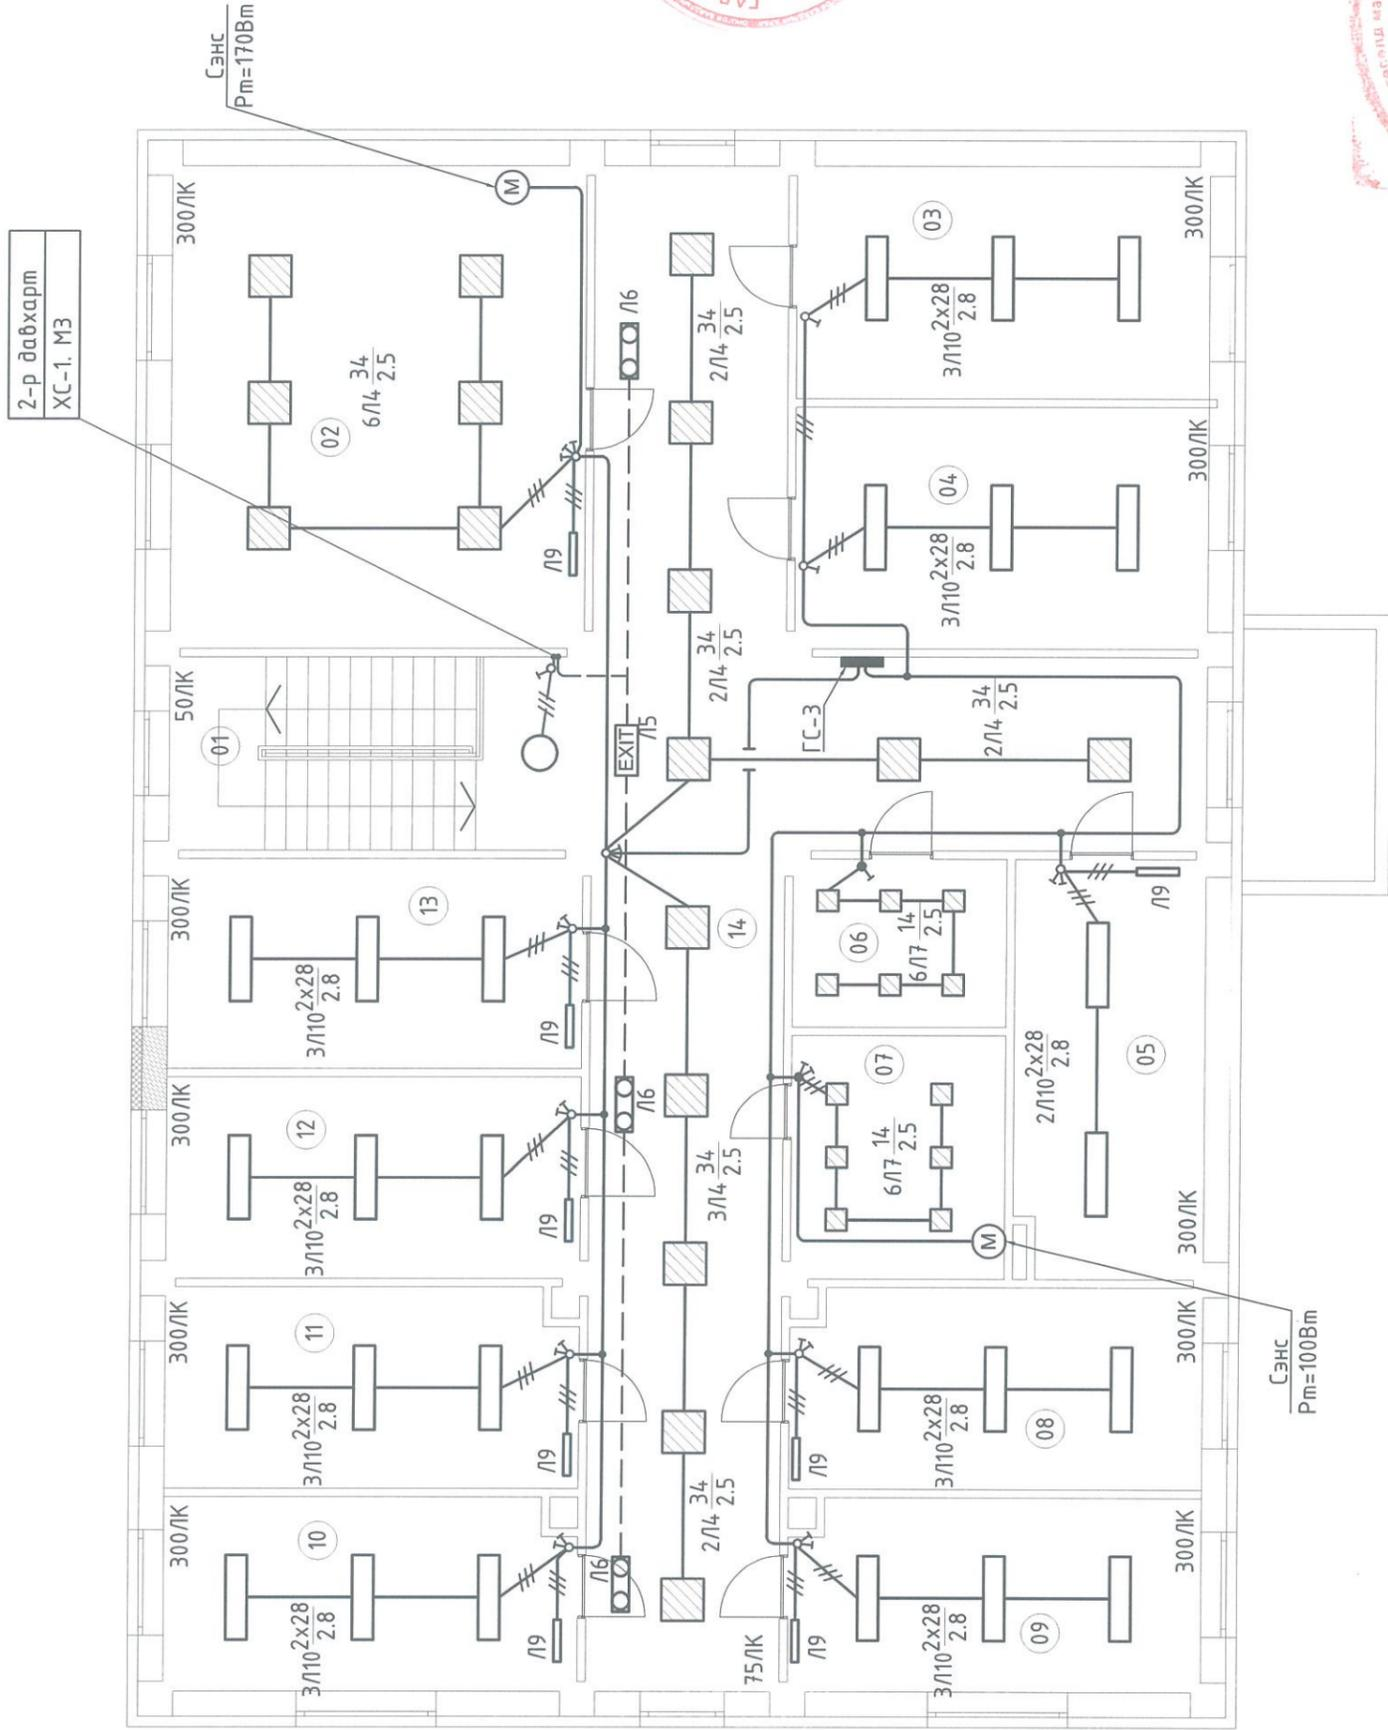 2-р давхарт
ХС-1. М3
Сэнс
Pm=170Вт
300ЛК
02
6Л4 34
2.5
Л9
50ЛК
01
300ЛК
13
3Л10 2x28
2.8
Л9
300ЛК
12
3Л10 2x28
2.8
Л9
300ЛК
11
3Л10 2x28
2.8
Л9
300ЛК
10
3Л10 2x28
2.8
Л9
М
Л6
EXIT
Л5
Л6
Л6
2Л4 34
2.5
2Л4 34
2.5
14
3Л4 34
2.5
2Л4 34
2.5
75ЛК
ГС-3
2Л4 34
2.5
03
3Л10 2x28
2.8
300ЛК
04
3Л10 2x28
2.8
300ЛК
06
6Л7 14
2.5
Л9
07
6Л7 14
2.5
М
2Л10 2x28
2.8
05
300ЛК
Л9
3Л10 2x28
2.8
08
300ЛК
Л9
3Л10 2x28
2.8
09
300ЛК
Сэнс
Pm=100Вт